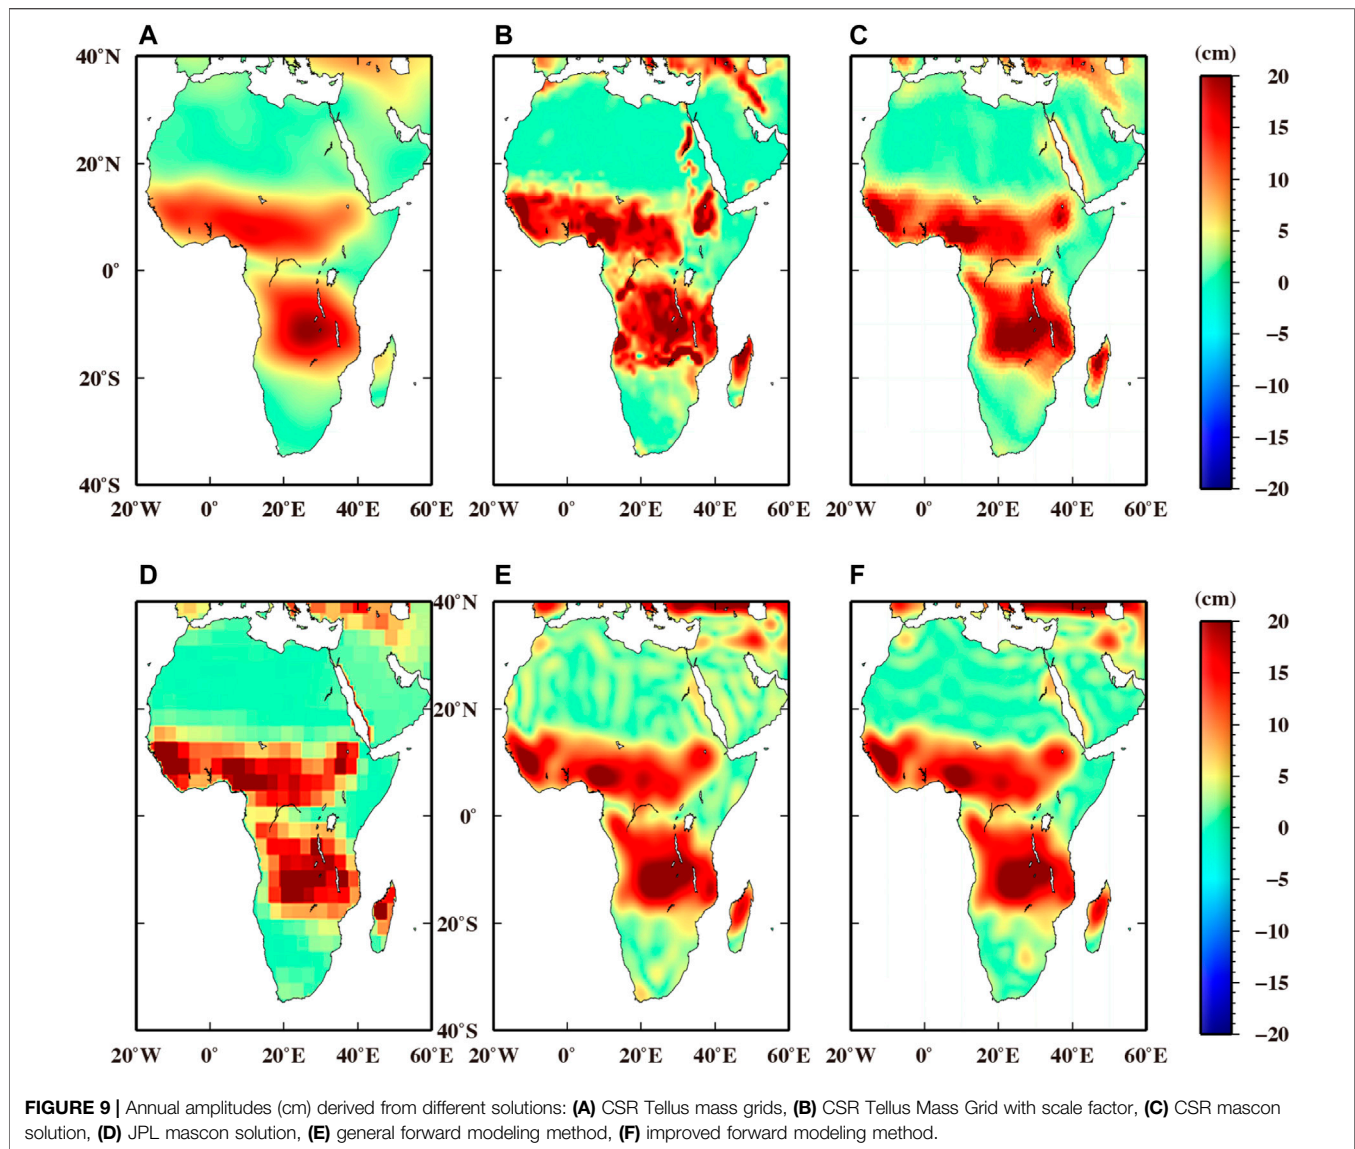 A
B
C
40°N
20°N
0°
20°S
40°S
20°W 0° 20°E 40°E 60°E 20°E 40°E 60°E 20°W 0° 20°E 40°E 60°E
(cm)
20
15
10
5
0
−5
−10
−15
−20
D
E
F
40°N
20°N
0°
20°S
40°S
20°W 0° 20°E 40°E 0° 20°E 40°E 60°E 20°W 0° 20°E 40°E 60°E
(cm)
20
15
10
5
0
−5
−10
−15
−20
FIGURE 9 | Annual amplitudes (cm) derived from different solutions: (A) CSR Tellus mass grids, (B) CSR Tellus Mass Grid with scale factor, (C) CSR mascon
solution, (D) JPL mascon solution, (E) general forward modeling method, (F) improved forward modeling method.